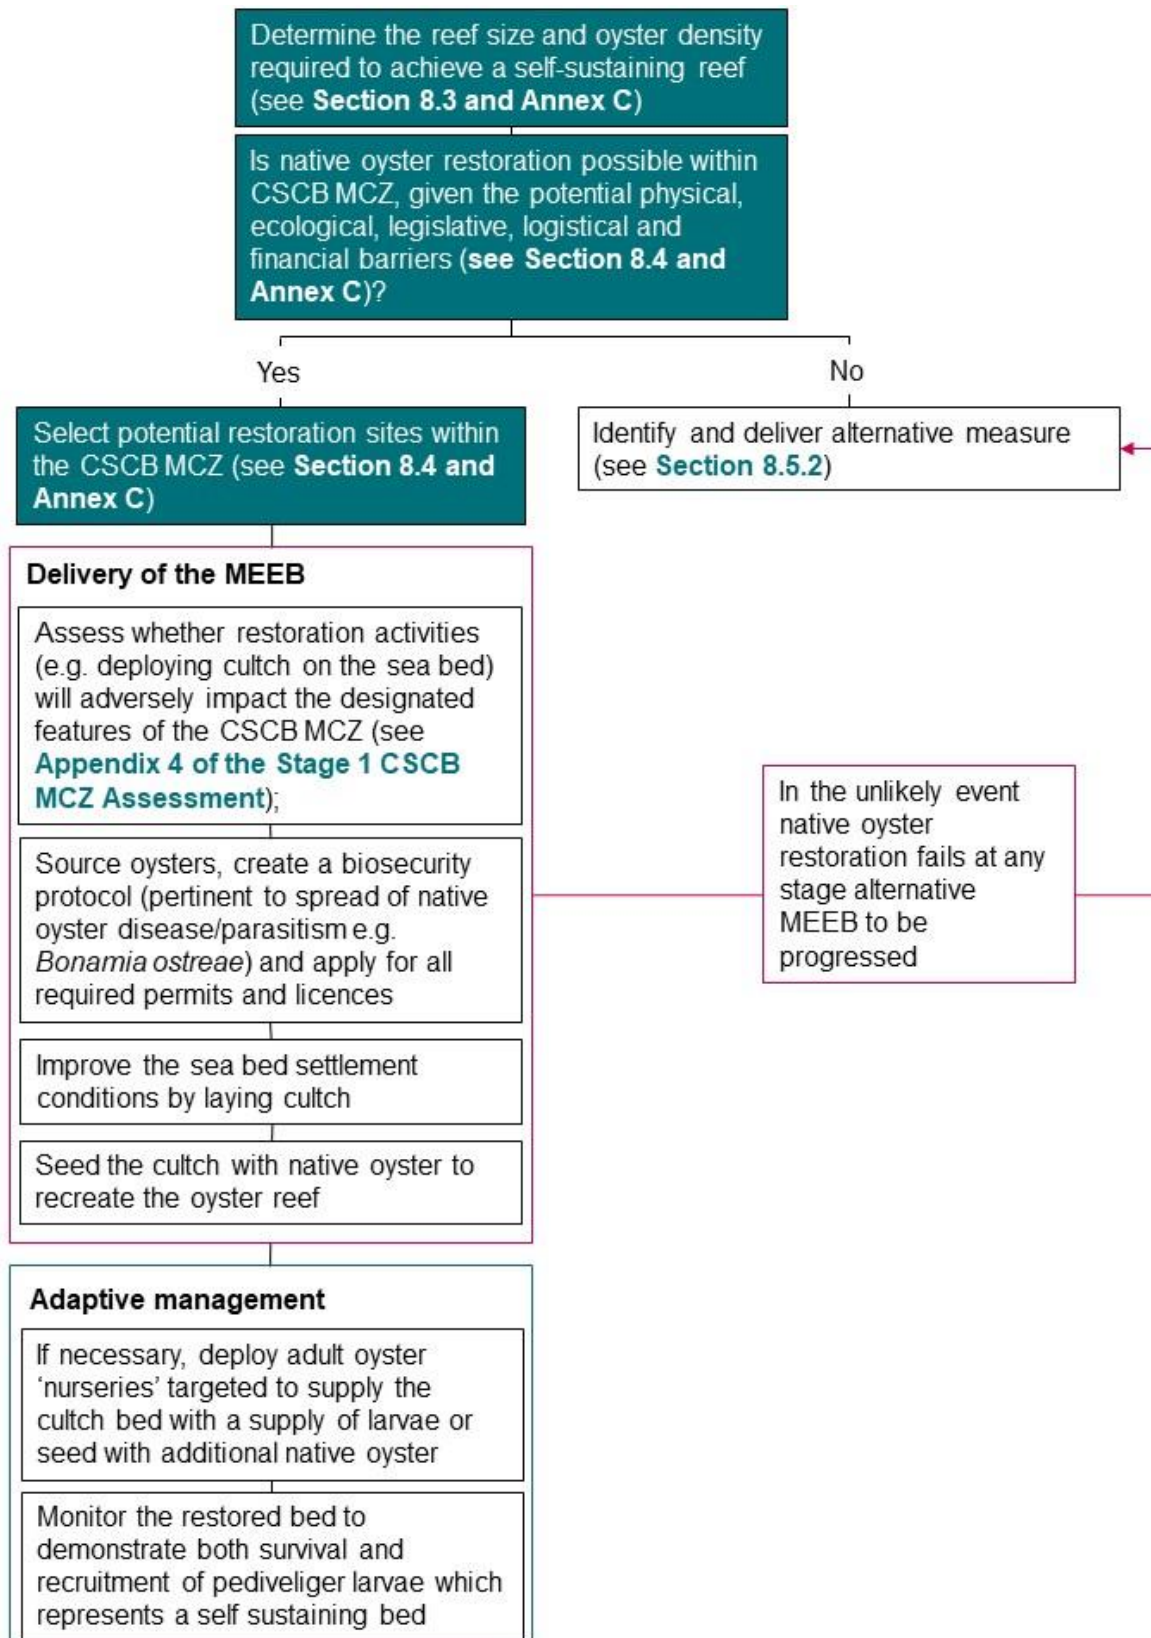 Determine the reef size and oyster density
required to achieve a self-sustaining reef
(see Section 8.3 and Annex C)
Is native oyster restoration possible within
CSCB MCZ, given the potential physical,
ecological, legislative, logistical and
financial barriers (see Section 8.4 and
Annex C)?
Yes
No
Select potential restoration sites within
the CSCB MCZ (see Section 8.4 and
Annex C)
Identify and deliver alternative measure
(see Section 8.5.2)
Delivery of the MEEB
Assess whether restoration activities
(e.g. deploying cultch on the sea bed)
will adversely impact the designated
features of the CSCB MCZ (see
Appendix 4 of the Stage 1 CSCB
MCZ Assessment);
Source oysters, create a biosecurity
protocol (pertinent to spread of native
oyster disease/parasitism e.g.
Bonamia ostreae) and apply for all
required permits and licences
Improve the sea bed settlement
conditions by laying cultch
Seed the cultch with native oyster to
recreate the oyster reef
In the unlikely event
native oyster
restoration fails at any
stage alternative
MEEB to be
progressed
Adaptive management
If necessary, deploy adult oyster
‘nurseries’ targeted to supply the
cultch bed with a supply of larvae or
seed with additional native oyster
Monitor the restored bed to
demonstrate both survival and
recruitment of pediveliger larvae which
represents a self sustaining bed